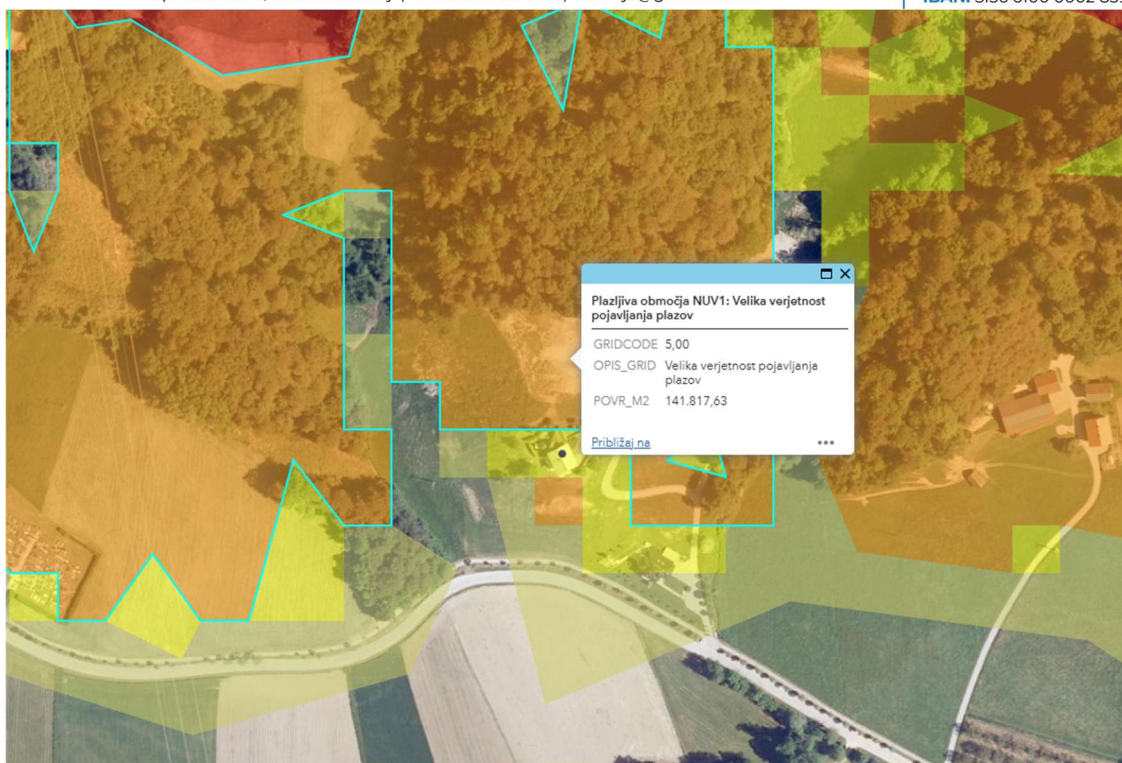 Plazljiva območja NUV1: Velika verjetnost
pojavljanja plazov
GRIDCODE 5,00
OPIS_GRID Velika verjetnost pojavljanja
plazov
POVR_M2 141.817,63
Približaj na